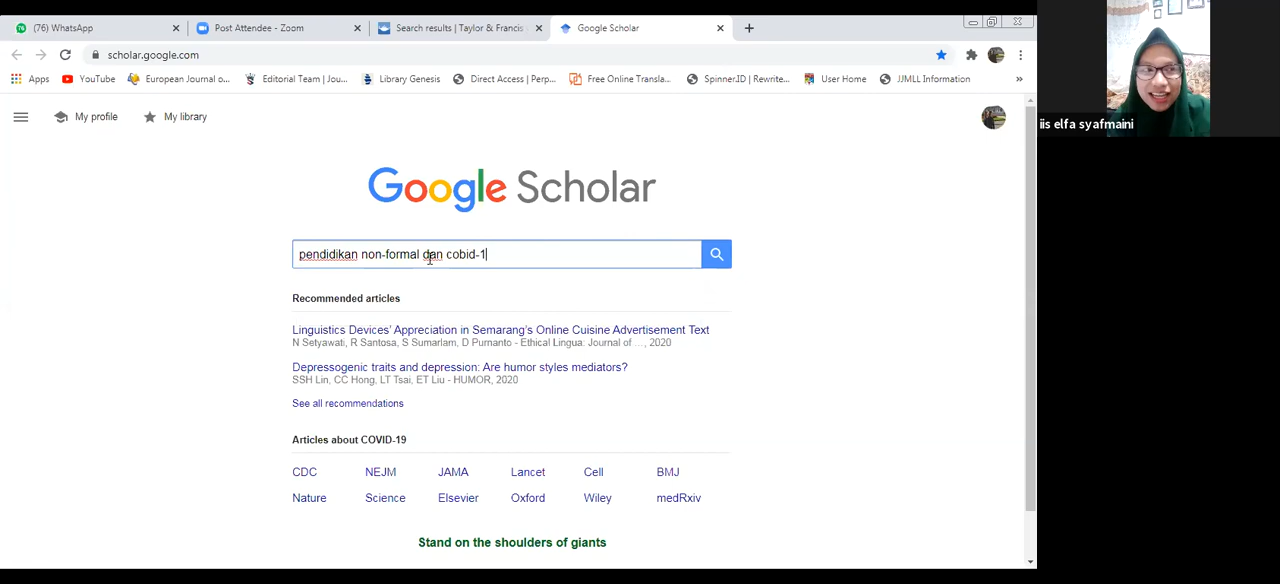 (76) WhatsApp
Post Attendee - Zoom
Search results | Taylor & Francis
Google Scholar
scholar.google.com
Apps
YouTube
European Journal o...
Editorial Team | Jou...
Library Genesis
Direct Access | Perp...
Free Online Transla...
Spinner.ID | Rewrite...
User Home
JJMLL Information
»
My profile
My library
iis elfa syafmaini
Google Scholar
pendidikan non-formal dan cobid-1
Recommended articles
Linguistics Devices' Appreciation in Semarang's Online Cuisine Advertisement Text
N Setyawati, R Santosa, S Sumarlam, D Purnanto - Ethical Lingua: Journal of ..., 2020
Depressogenic traits and depression: Are humor styles mediators?
SSH Lin, CC Hong, LT Tsai, ET Liu - HUMOR, 2020
See all recommendations
Articles about COVID-19
CDC NEJM JAMA Lancet Cell BMJ
Nature Science Elsevier Oxford Wiley medRxiv
Stand on the shoulders of giants